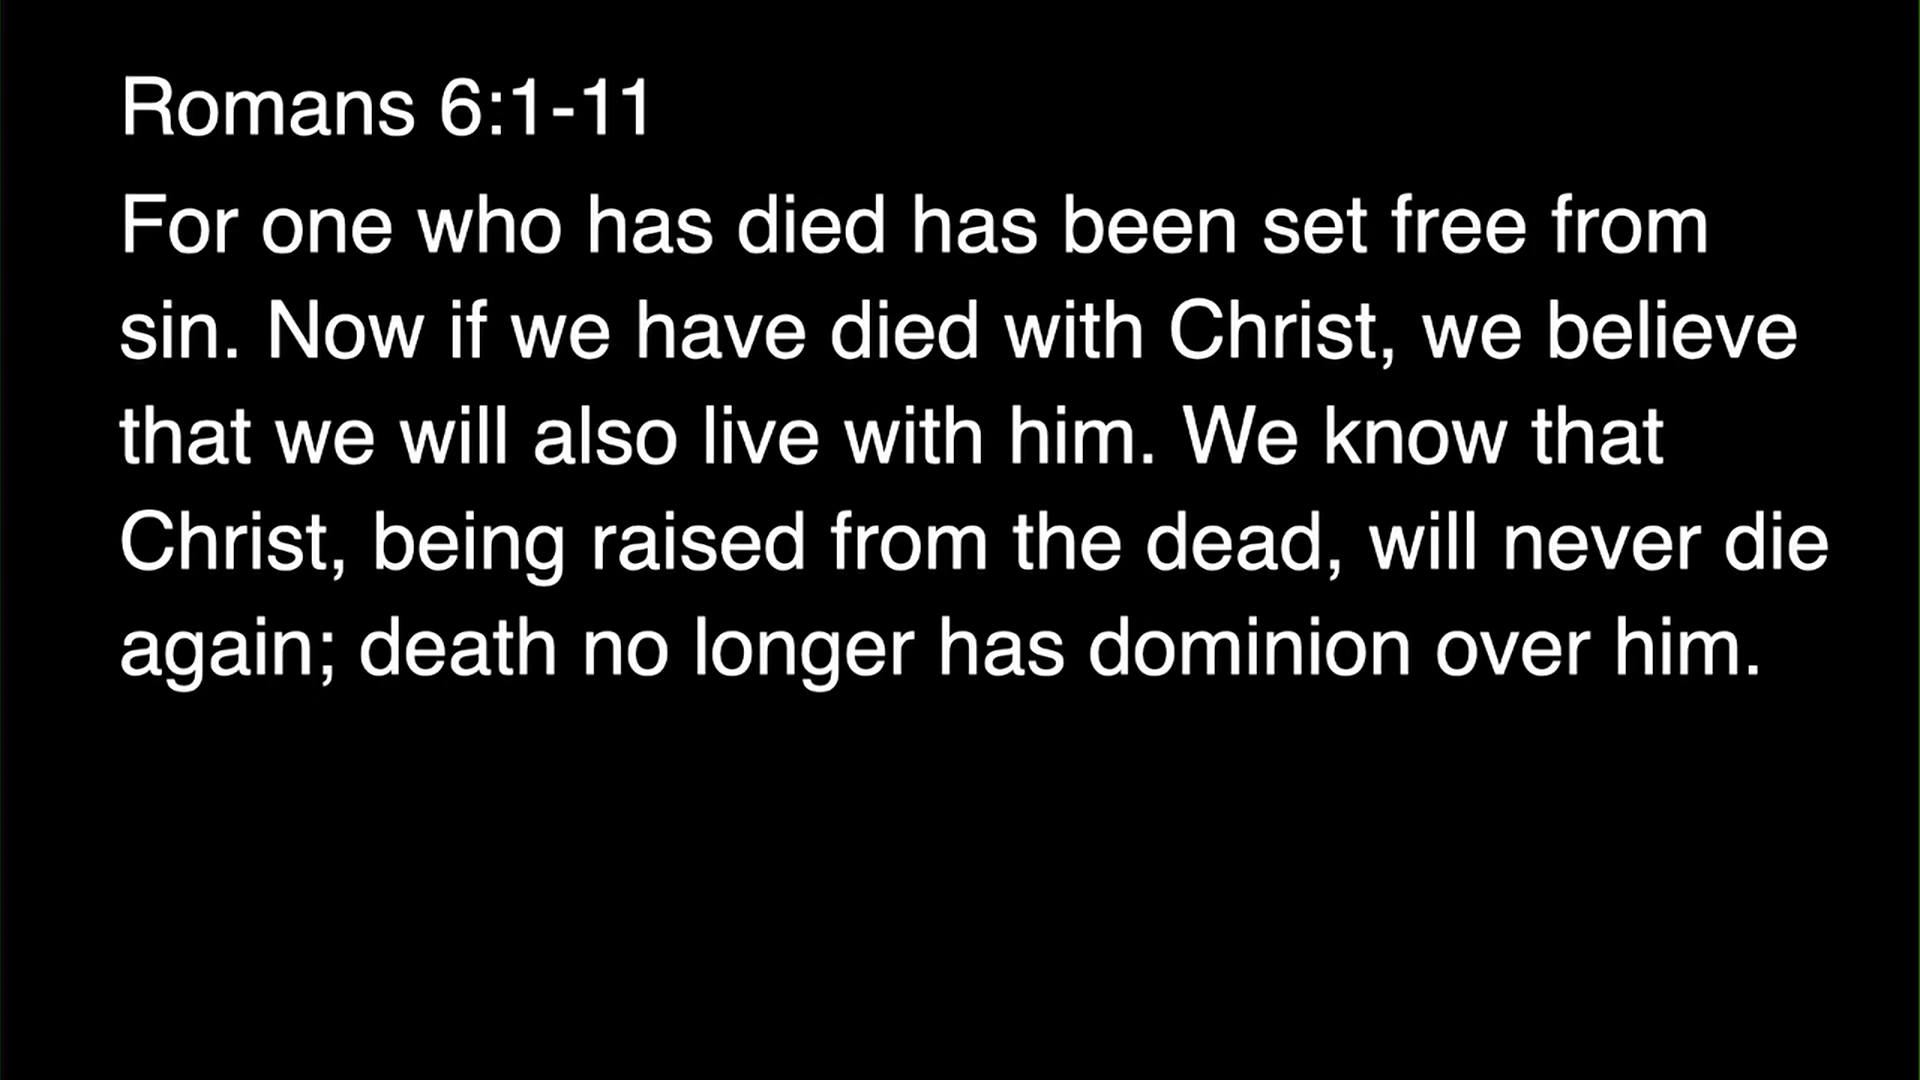 Romans 6:1-11
For one who has died has been set free from
sin. Now if we have died with Christ, we believe
that we will also live with him. We know that
Christ, being raised from the dead, will never die
again; death no longer has dominion over him.